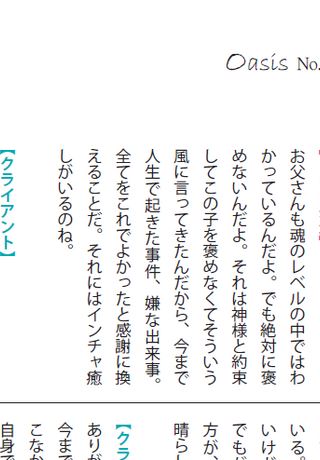 Oasis No.
お父さんも魂のレベルの中ではわ
かっているんだよ。でも絶対に褒
めないんだよ。それは神様と約束
してこの子を褒めなくてそういう
風に言ってきたんだから、今まで
人生で起きた事件、嫌な出来事。
全てをこれでよかったと感謝に換
えることだ。それにはインチャ癒
しがいるのね。
【クライアント】
いる。
いけど
でもど
方が、
晴らし
【クラ
ありが
今まで
こなか
自身で